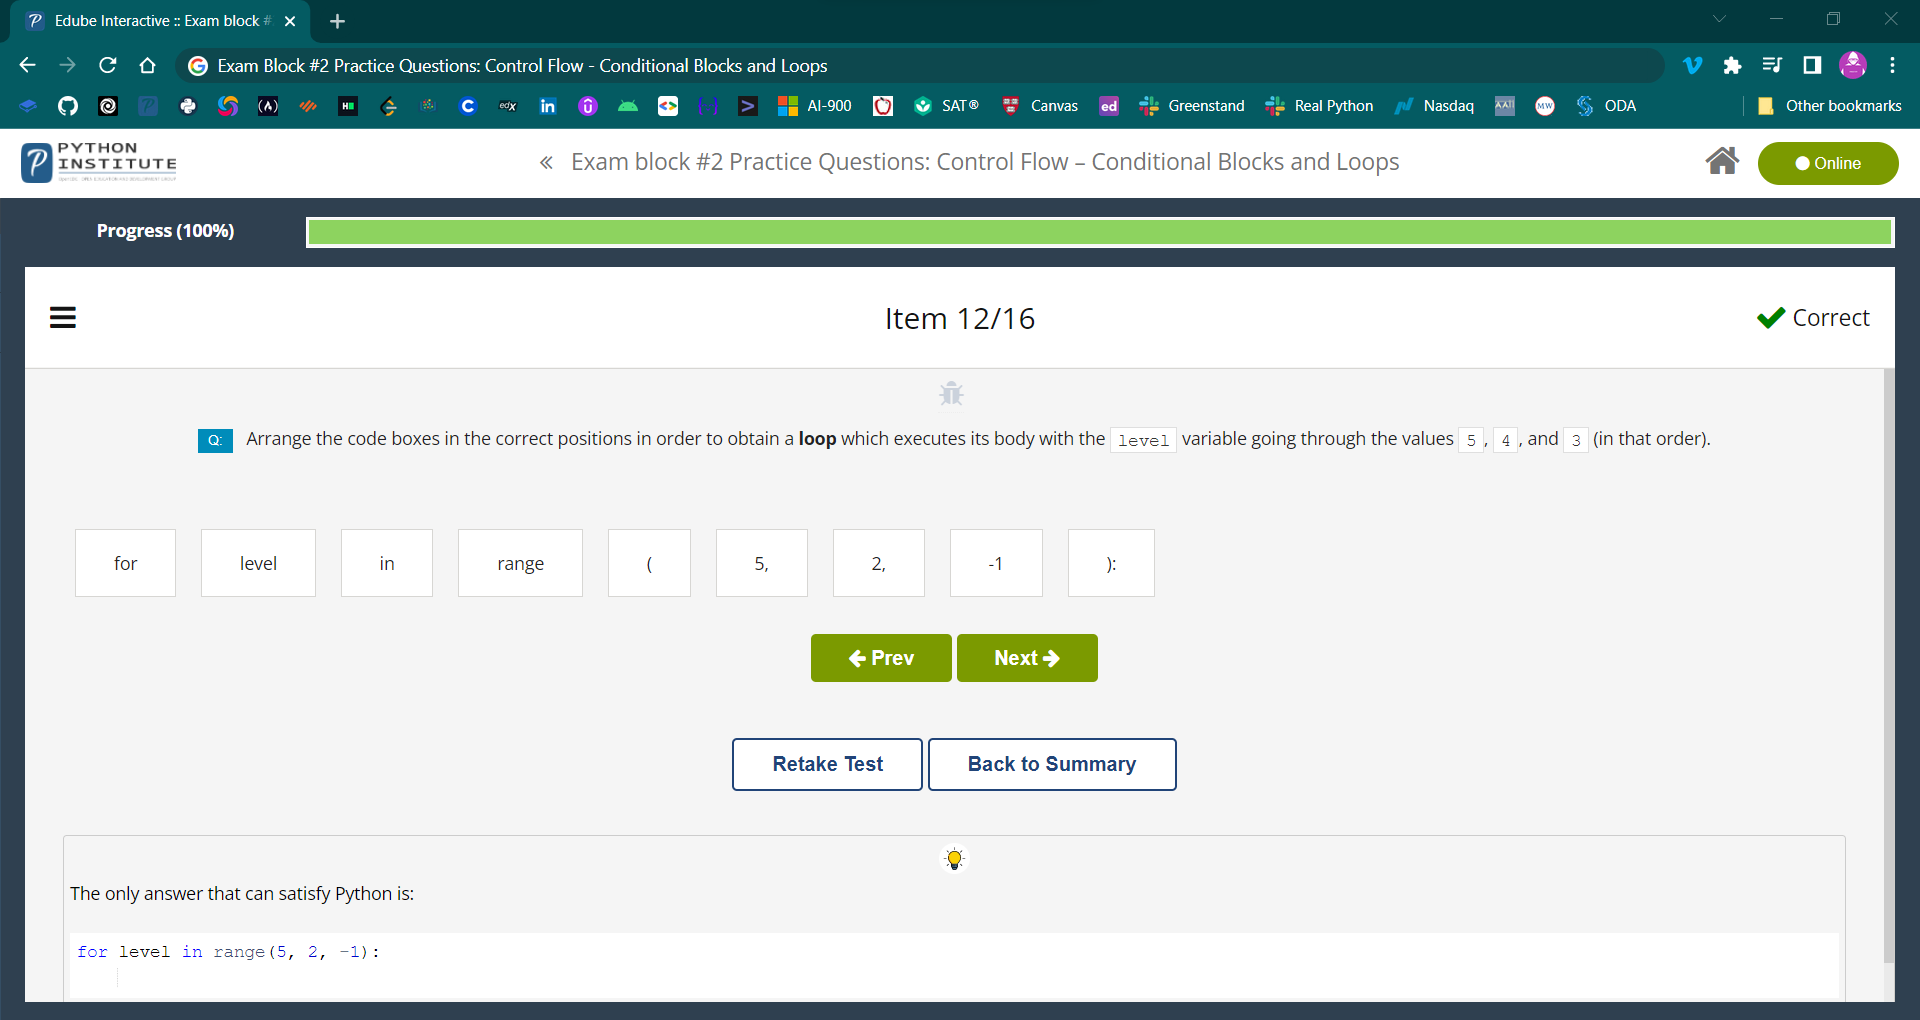 Edube Interactive :: Exam block #
Exam Block #2 Practice Questions: Control Flow - Conditional Blocks and Loops
AI-900 SAT® Canvas ed Greenstand Real Python Nasdaq MW ODA Other bookmarks
PYTHON
INSTITUTE
« Exam block #2 Practice Questions: Control Flow – Conditional Blocks and Loops
Online
Progress (100%)
Item 12/16
Correct
Q: Arrange the code boxes in the correct positions in order to obtain a loop which executes its body with the level variable going through the values 5, 4, and 3 (in that order).
for level in range ( 5, 2, -1 ):
Prev Next
Retake Test Back to Summary
The only answer that can satisfy Python is:
for level in range(5, 2, -1):